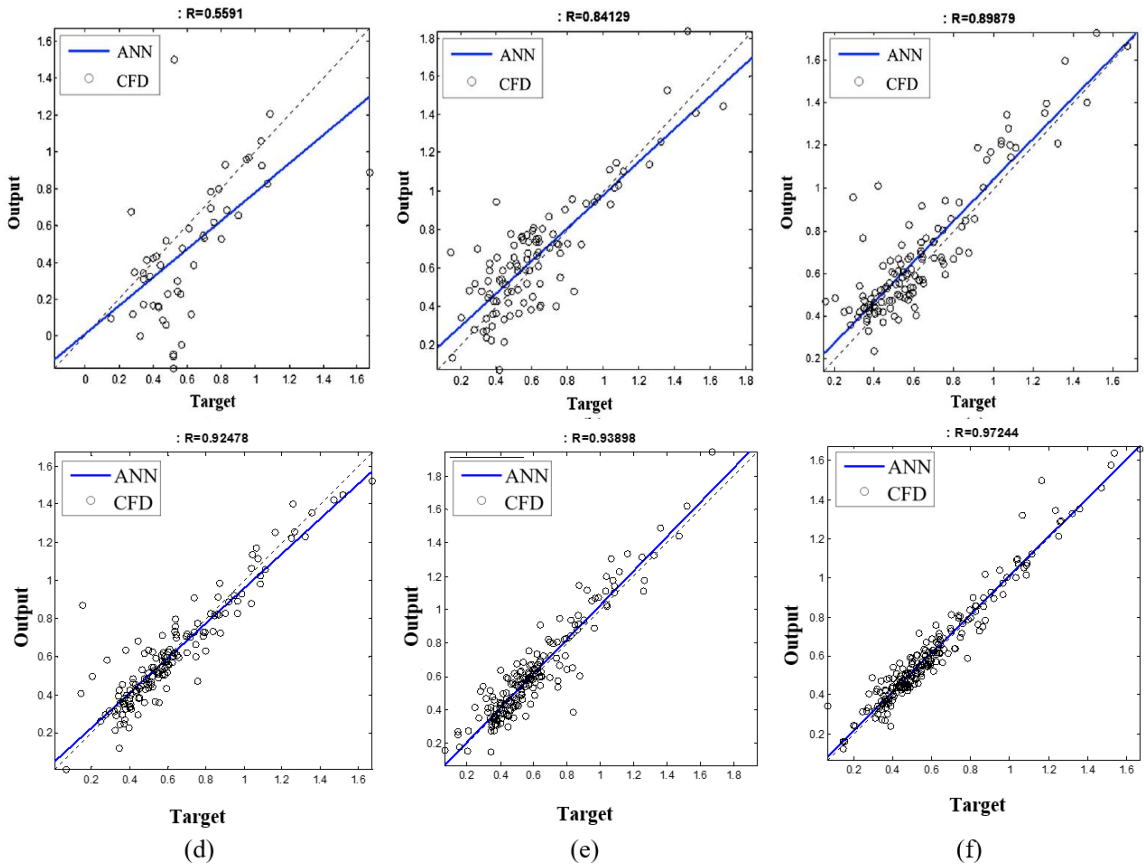 : R=0.5591
: R=0.84129
: R=0.89879
ANN
CFD
ANN
CFD
ANN
CFD
Output
Output
Output
1.6
1.4
1.2
1
0.8
0.6
0.4
0.2
0
0 0.2 0.4 0.6 0.8 1 1.2 1.4 1.6
1.8
1.6
1.4
1.2
1
0.8
0.6
0.4
0.2
0.2 0.4 0.6 0.8 1 1.2 1.4 1.6 1.8
1.6
1.4
1.2
1
0.8
0.6
0.4
0.2
0.2 0.4 0.6 0.8 1 1.2 1.4 1.6
Target
Target
Target
: R=0.92478
: R=0.93898
: R=0.97244
ANN
CFD
ANN
CFD
ANN
CFD
Output
Output
Output
1.6
1.4
1.2
1
0.8
0.6
0.4
0.2
0.2 0.4 0.6 0.8 1 1.2 1.4 1.6
1.8
1.6
1.4
1.2
1
0.8
0.6
0.4
0.2
0.2 0.4 0.6 0.8 1 1.2 1.4 1.6 1.8
1.6
1.4
1.2
1
0.8
0.6
0.4
0.2
0.2 0.4 0.6 0.8 1 1.2 1.4 1.6
Target
Target
Target
(d)
(e)
(f)